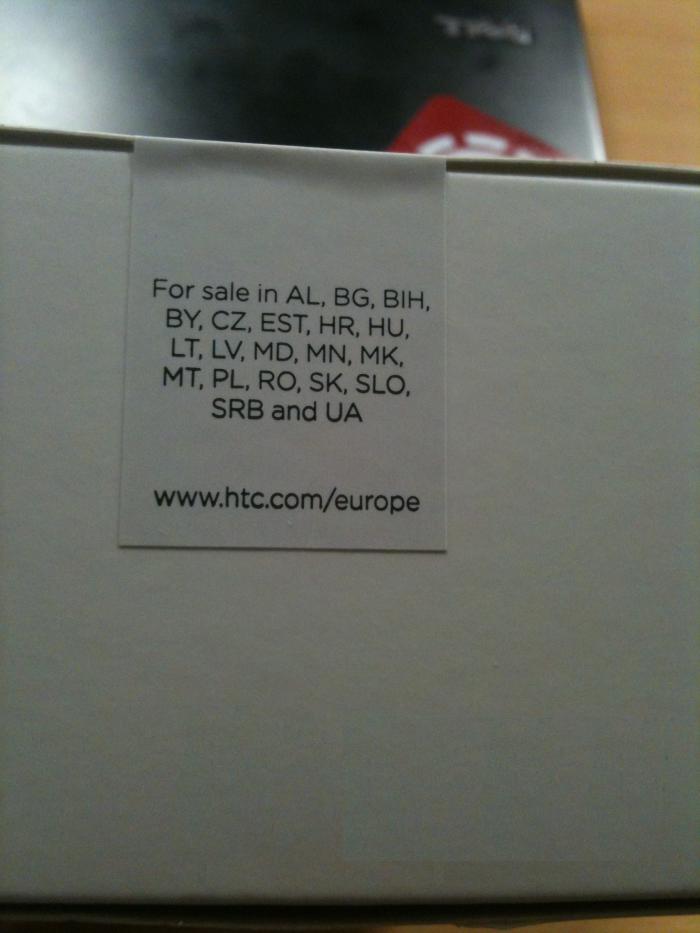 For sale in AL, BG, BIH,
BY, CZ, EST, HR, HU,
LT, LV, MD, MN, MK,
MT, PL, RO, SK, SLO,
SRB and UA
www.htc.com/europe